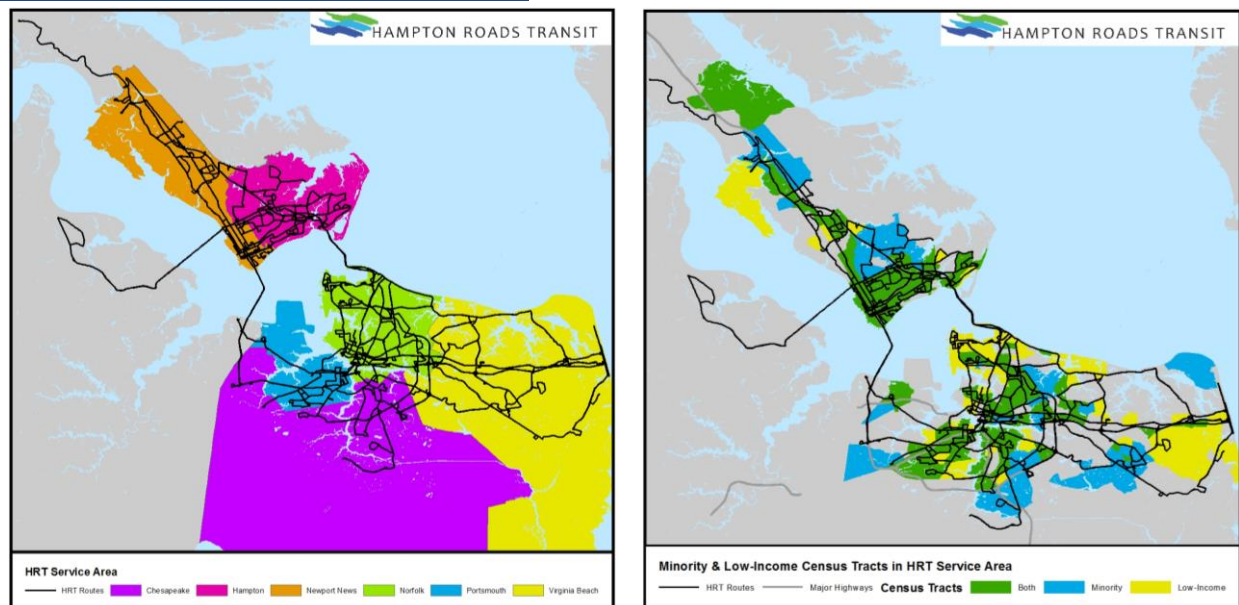 HAMPTON ROADS TRANSIT
HRT Service Area
HRT Routes Chesapeake Hampton Newport News Norfolk Portsmouth Virginia Beach
HAMPTON ROADS TRANSIT
Minority & Low-Income Census Tracts in HRT Service Area
HRT Routes Major Highways Census Tracts Both Minority Low-Income